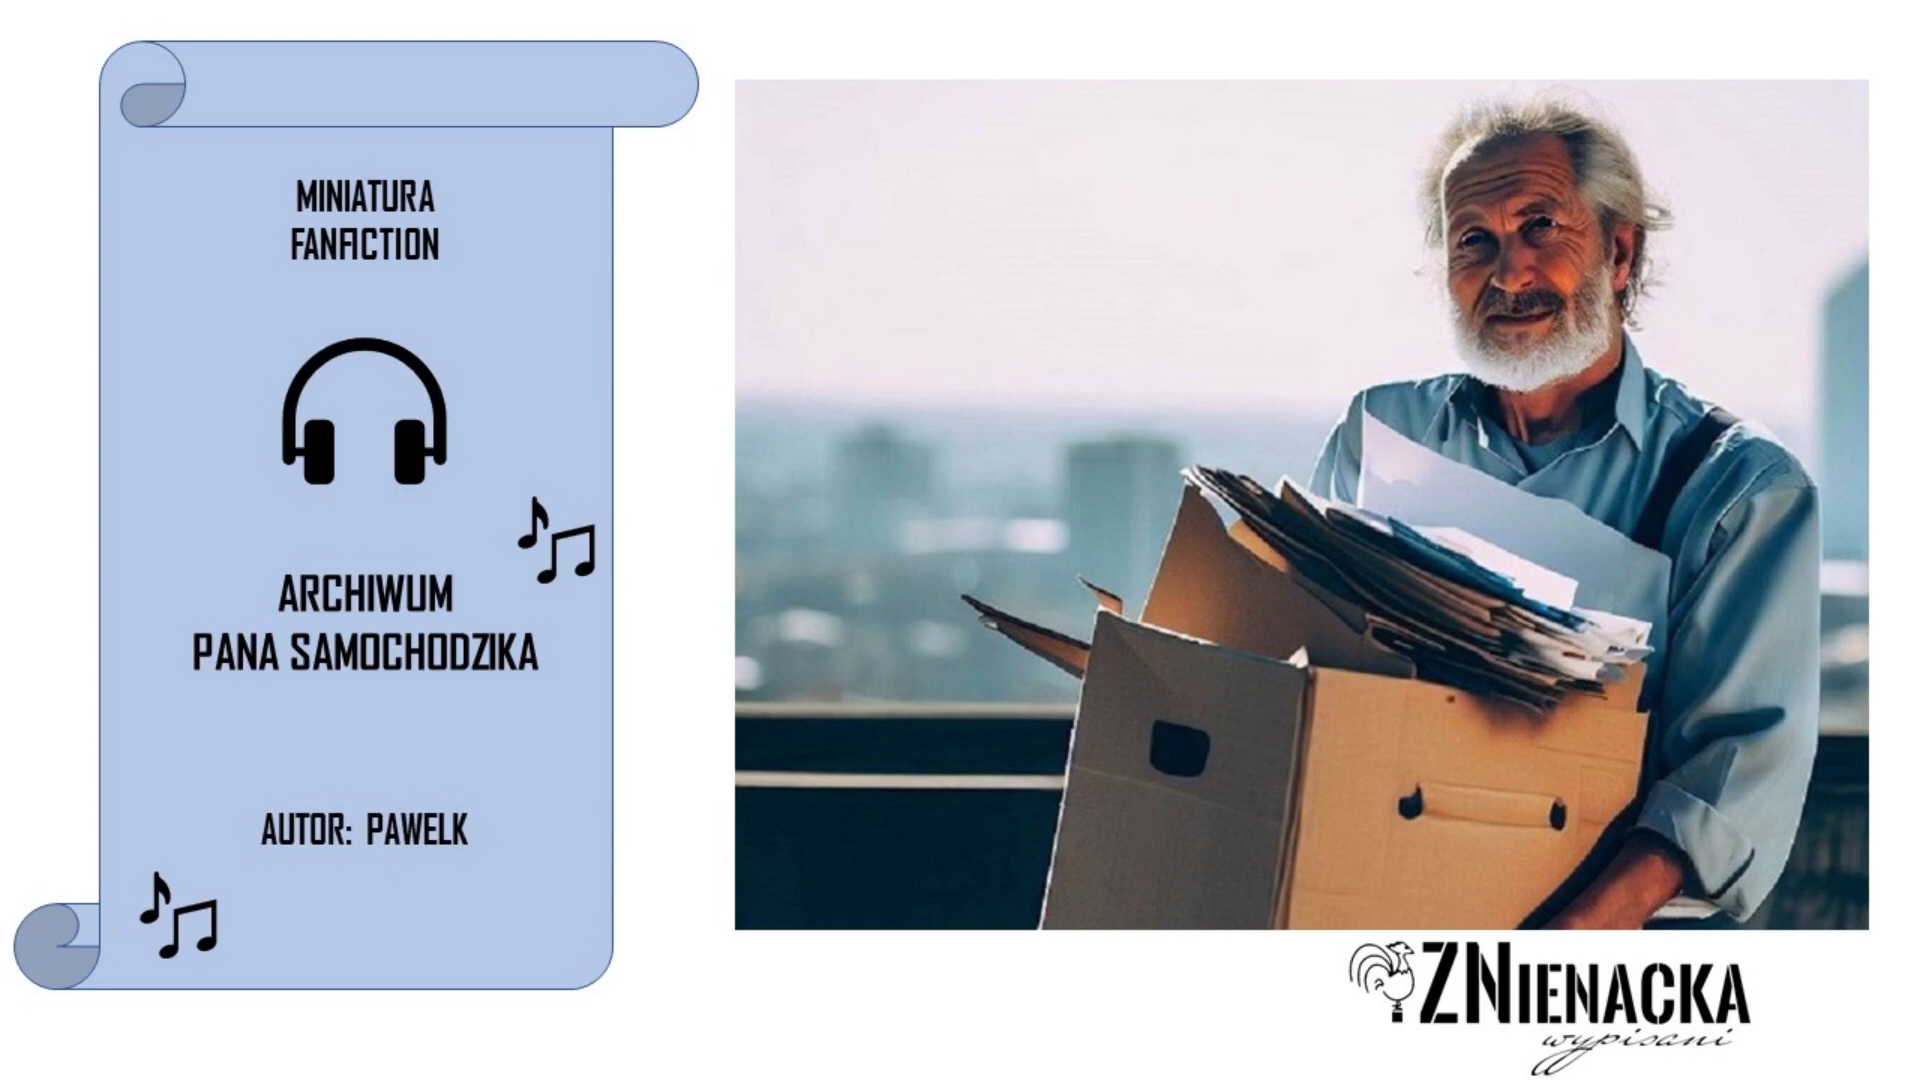 MINIATURA
FANFICTION
ARCHIWUM
PANA SAMOCHODZIKA
AUTOR: PAWELK
ZNIENACKA
wypisani